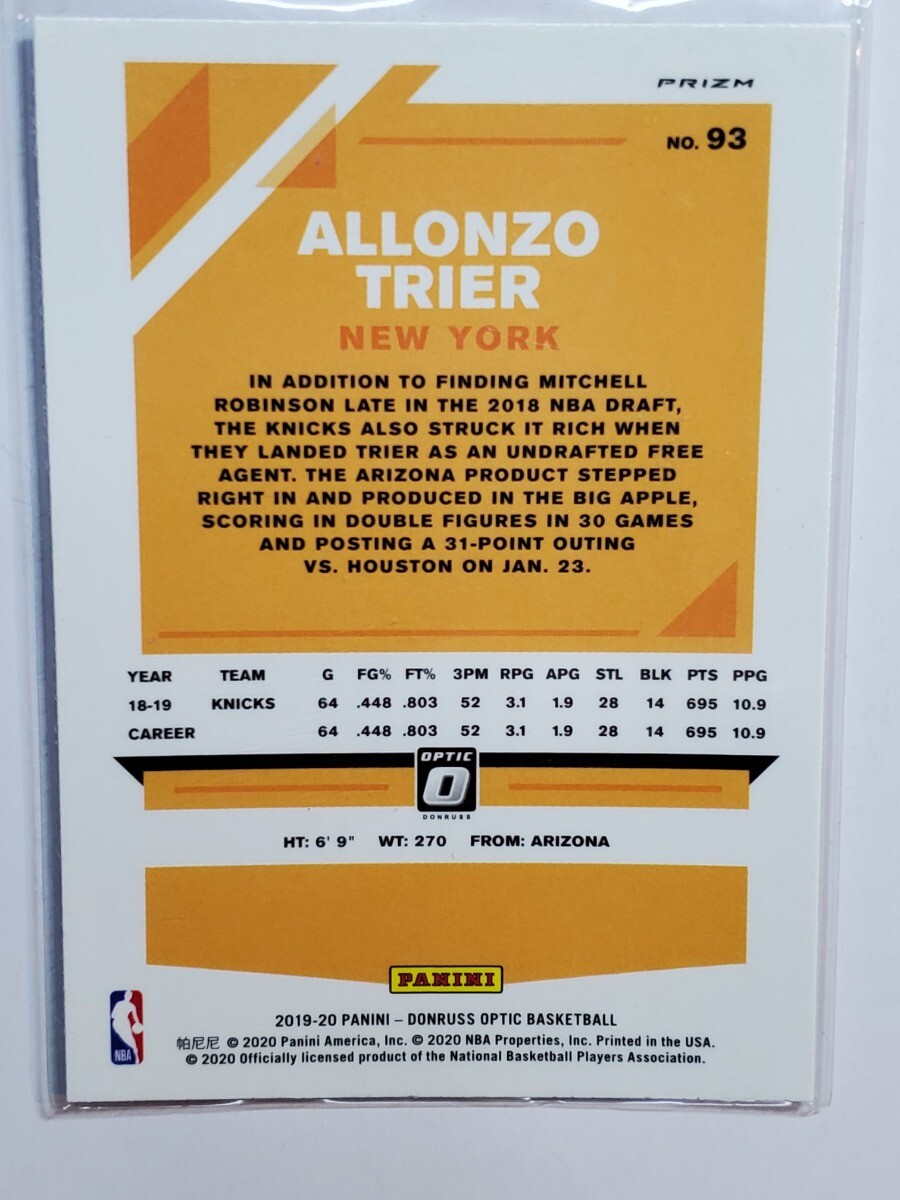 PRIZM
NO. 93
ALLONZO
TRIER
NEW YORK
IN ADDITION TO FINDING MITCHELL
ROBINSON LATE IN THE 2018 NBA DRAFT,
THE KNICKS ALSO STRUCK IT RICH WHEN
THEY LANDED TRIER AS AN UNDRAFTED FREE
AGENT. THE ARIZONA PRODUCT STEPPED
RIGHT IN AND PRODUCED IN THE BIG APPLE,
SCORING IN DOUBLE FIGURES IN 30 GAMES
AND POSTING A 31-POINT OUTING
VS. HOUSTON ON JAN. 23.
YEAR TEAM G FG% FT% 3PM RPG APG STL BLK PTS PPG
18-19 KNICKS 64 .448 .803 52 3.1 1.9 28 14 695 10.9
CAREER 64 .448 .803 52 3.1 1.9 28 14 695 10.9
OPTIC
O
DONRUSS
HT: 6' 9" WT: 270 FROM: ARIZONA
PANINI
NBA
2019-20 PANINI – DONRUSS OPTIC BASKETBALL
帕尼尼 © 2020 Panini America, Inc. © 2020 NBA Properties, Inc. Printed in the USA.
© 2020 Officially licensed product of the National Basketball Players Association.